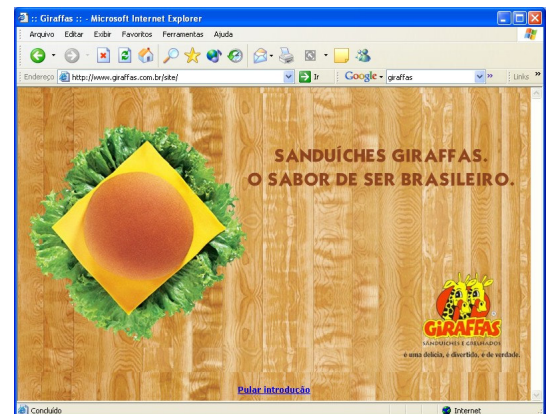 :: Giraffas :: - Microsoft Internet Explorer
Arquivo Editar Exibir Favoritos Ferramentas Ajuda
Endereço http://www.giraffas.com.br/site/ Ir Google giraffas » Links »
SANDUÍCHES GIRAFFAS.
O SABOR DE SER BRASILEIRO.
GIRAFFAS
SANDUICHES E GRELHADOS
é uma delícia, é divertido, é de verdade.
Pular introdução
Concluído Internet